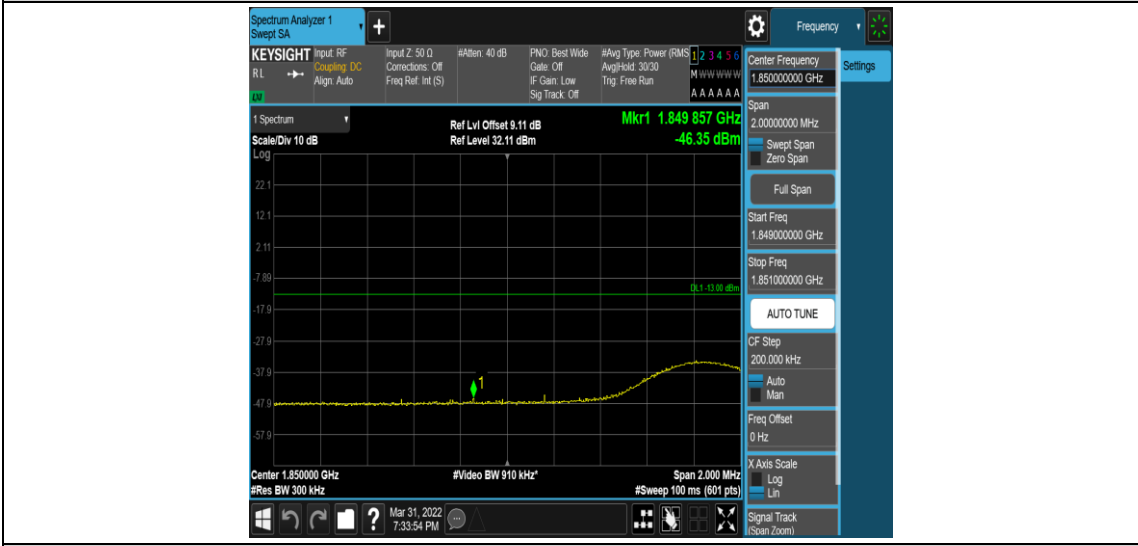 Spectrum Analyzer 1
Swept SA
+
Frequency
KEYSIGHT
RL
Input: RF
Coupling: DC
Align: Auto
Input Z: 50 Ω
Corrections: Off
Freq Ref: Int (S)
#Atten: 40 dB
PNO: Best Wide
Gate: Off
IF Gain: Low
Sig Track: Off
#Avg Type: Power (RMS
Avg|Hold: 30/30
Trig: Free Run
1 2 3 4 5 6
M W W W W W
A A A A A A
1 Spectrum
Scale/Div 10 dB
Log
Ref Lvl Offset 9.11 dB
Ref Level 32.11 dBm
Mkr1 1.849 857 GHz
-46.35 dBm
22.1
12.1
2.11
-7.89
DL1 -13.00 dBm
-17.9
-27.9
-37.9
1
-47.9
-57.9
Center 1.850000 GHz
#Res BW 300 kHz
#Video BW 910 kHz*
Span 2.000 MHz
#Sweep 100 ms (601 pts)
Center Frequency
1.850000000 GHz
Settings
Span
2.00000000 MHz
Swept Span
Zero Span
Full Span
Start Freq
1.849000000 GHz
Stop Freq
1.851000000 GHz
AUTO TUNE
CF Step
200.000 kHz
Auto
Man
Freq Offset
0 Hz
X Axis Scale
Log
Lin
Signal Track
(Span Zoom)
?
Mar 31, 2022
7:33:54 PM